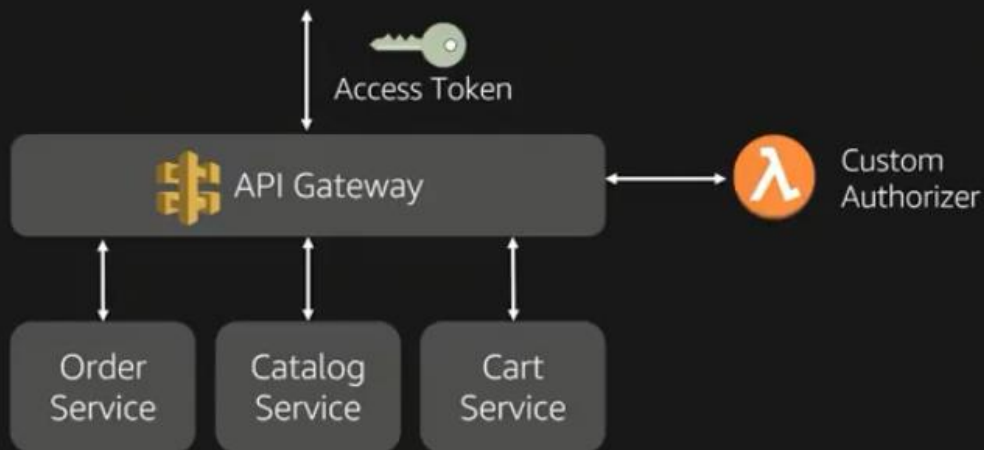 Access Token
API Gateway
Custom
Authorizer
Order
Service
Catalog
Service
Cart
Service